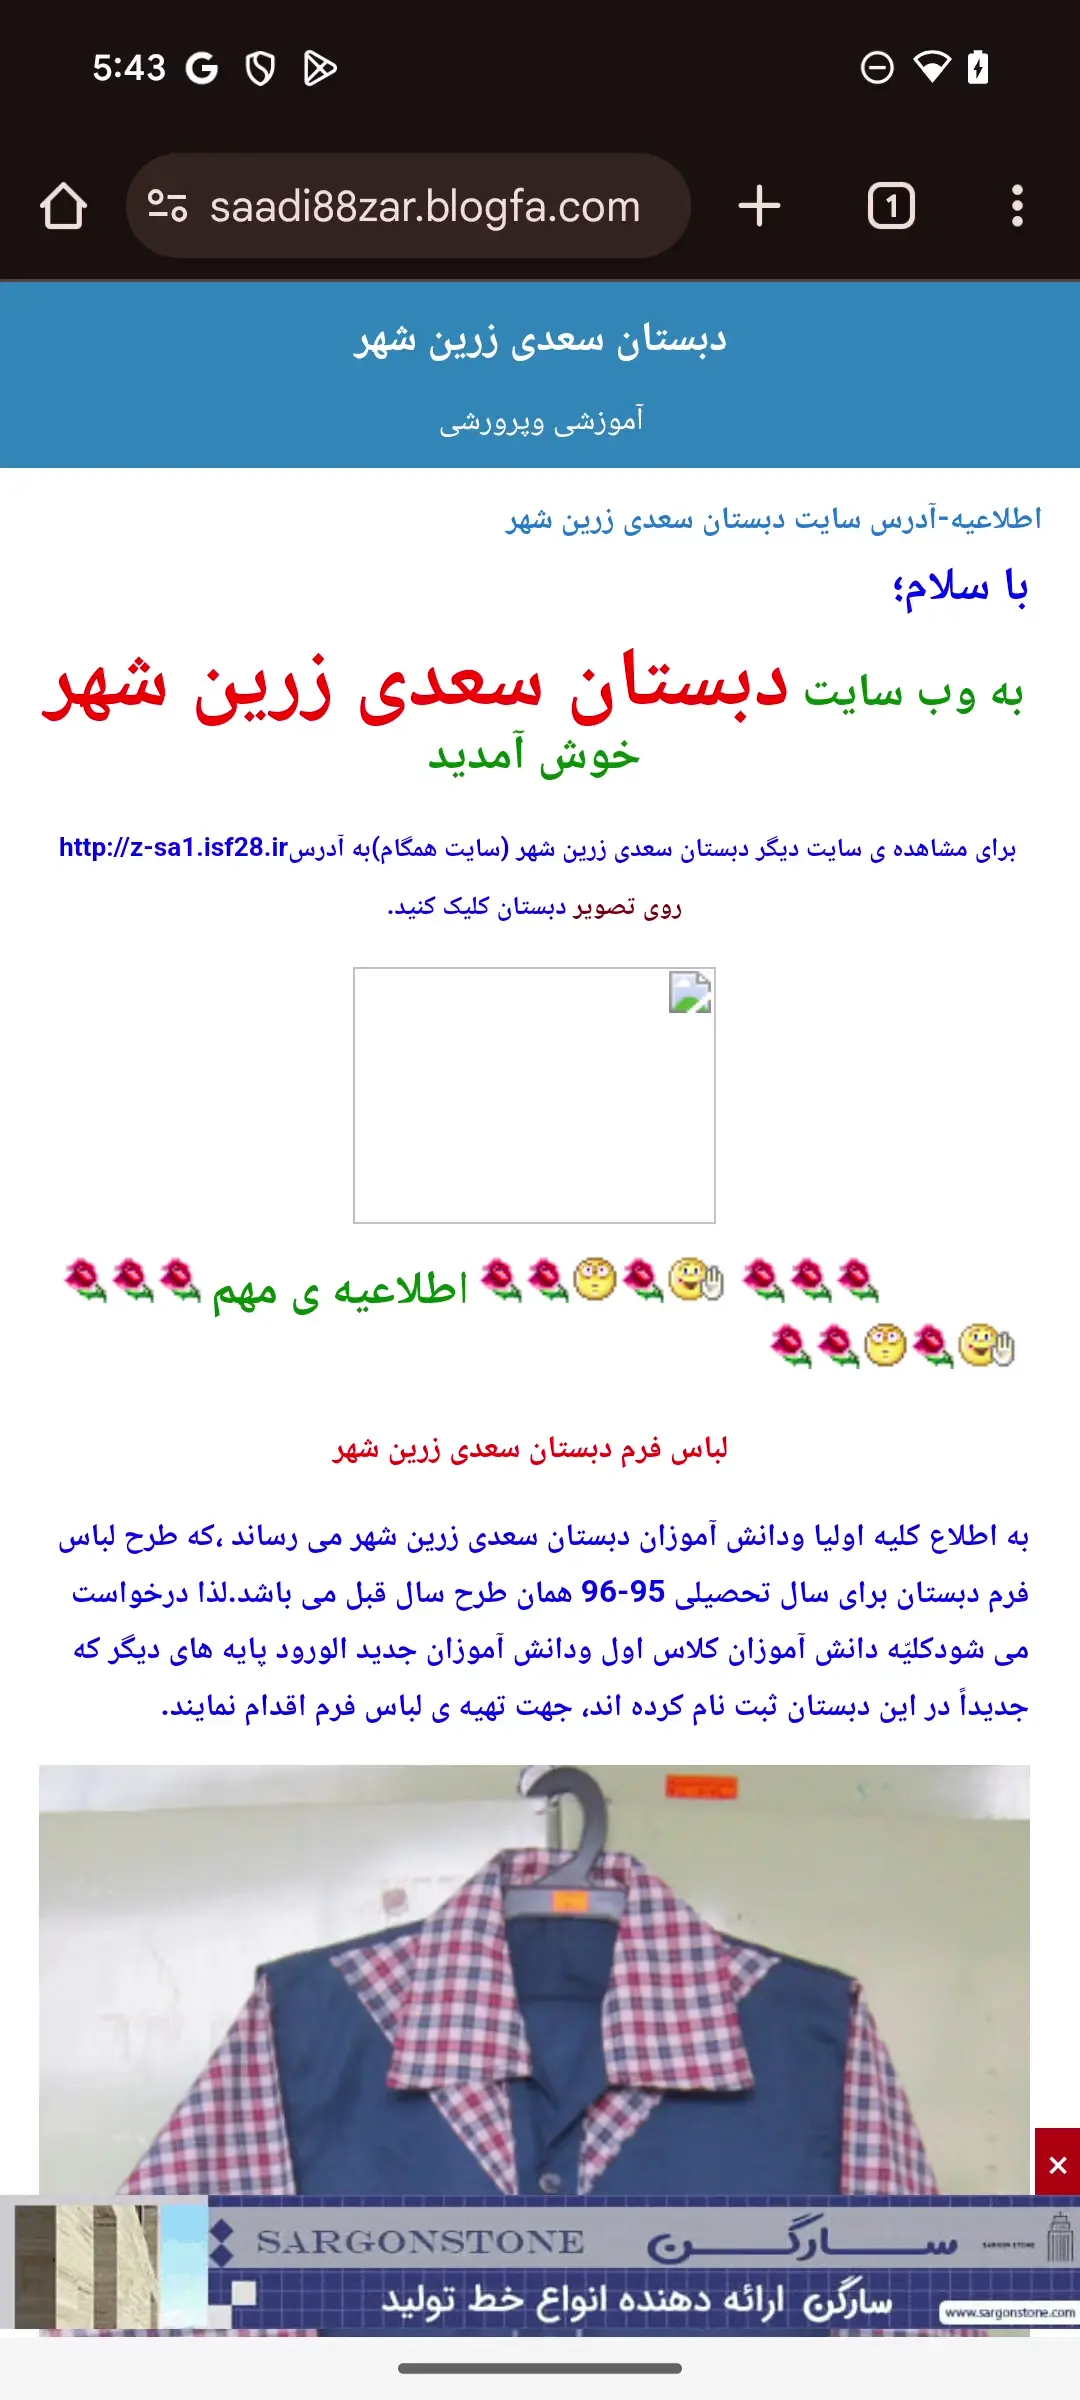 5:43
saadi88zar.blogfa.com
1
دبستان سعدی زرین شهر
آموزشی وپرورشی
اطلاعیه-آدرس سایت دبستان سعدی زرین شهر
با سلام؛
به وب سایت دبستان سعدی زرین شهر
خوش آمدید
برای مشاهده ی سایت دیگر دبستان سعدی زرین شهر (سایت همگام)به آدرسhttp://z-sa1.isf28.ir
روی تصویر دبستان کلیک کنید.
اطلاعیه ی مهم
لباس فرم دبستان سعدی زرین شهر
به اطلاع کلیه اولیا ودانش آموزان دبستان سعدی زرین شهر می رساند ،که طرح لباس
فرم دبستان برای سال تحصیلی 95-96 همان طرح سال قبل می باشد.لذا درخواست
می شودکلیّه دانش آموزان کلاس اول ودانش آموزان جدید الورود پایه های دیگر که
جدیداً در این دبستان ثبت نام کرده اند، جهت تهیه ی لباس فرم اقدام نمایند.
SARGONSTONE سارگن SARGON STONE
سارگن ارائه دهنده انواع خط تولید
www.sargonstone.com